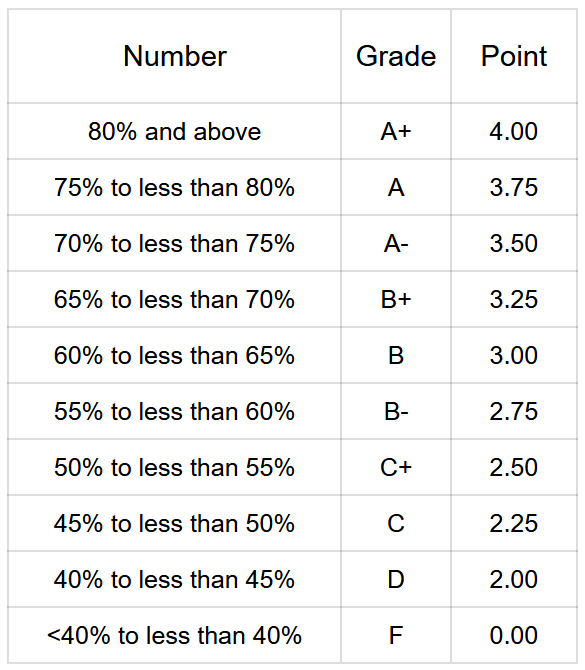 Number Grade Point
80% and above A+ 4.00
75% to less than 80% A 3.75
70% to less than 75% A- 3.50
65% to less than 70% B+ 3.25
60% to less than 65% B 3.00
55% to less than 60% B- 2.75
50% to less than 55% C+ 2.50
45% to less than 50% C 2.25
40% to less than 45% D 2.00
<40% to less than 40% F 0.00